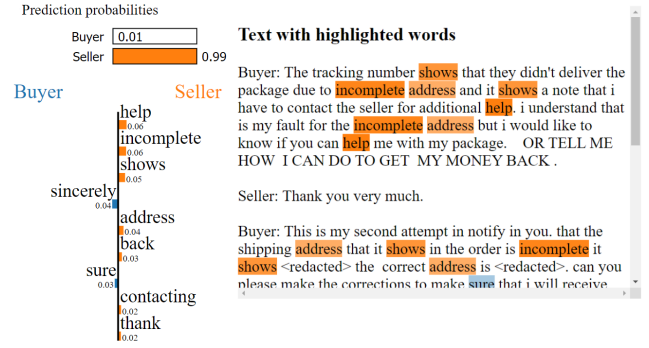 Prediction probabilities
Buyer 0.01
Seller 0.99
Buyer Seller
help
0.06
incomplete
0.06
shows
0.05
sincerely
0.04
address
0.04
back
0.03
sure
0.03
contacting
0.02
thank
0.02
Text with highlighted words
Buyer: The tracking number shows that they didn't deliver the
package due to incomplete address and it shows a note that i
have to contact the seller for additional help. i understand that
is my fault for the incomplete address but i would like to
know if you can help me with my package. OR TELL ME
HOW I CAN DO TO GET MY MONEY BACK .
Seller: Thank you very much.
Buyer: This is my second attempt in notify in you. that the
shipping address that it shows in the order is incomplete it
shows <redacted> the correct address is <redacted>. can you
please make the corrections to make sure that i will receive